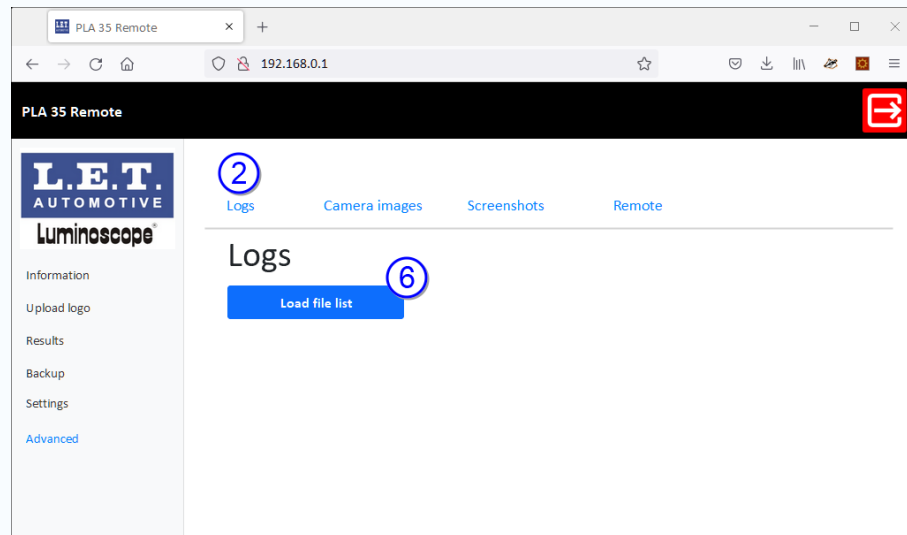 PLA 35 Remote
192.168.0.1
PLA 35 Remote
L.E.T.
AUTOMOTIVE
Luminoscope®
Information
Upload logo
Results
Backup
Settings
Advanced
2
Logs Camera images Screenshots Remote
Logs
6
Load file list